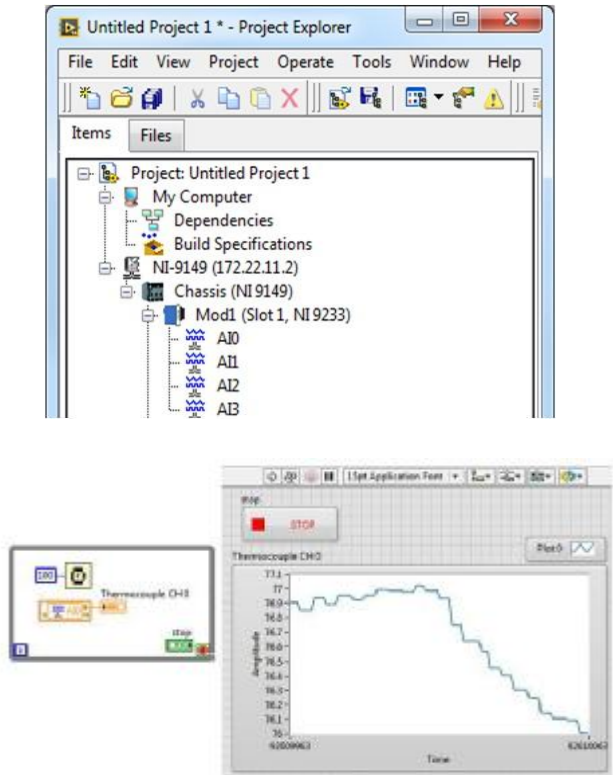 Untitled Project 1 * - Project Explorer
File Edit View Project Operate Tools Window Help
Items Files
Project: Untitled Project 1
My Computer
Dependencies
Build Specifications
NI-9149 (172.22.11.2)
Chassis (NI 9149)
Mod1 (Slot 1, NI 9233)
AI0
AI1
AI2
AI3
15pt Application Font
stop
STOP
Thermocouple CH0
Plot 0
77.1
77
76.9
76.8
76.7
76.6
76.5
76.4
76.3
76.2
76.1
76
Amplitude
Time
100
Thermocouple CH0
AI0
stop
i